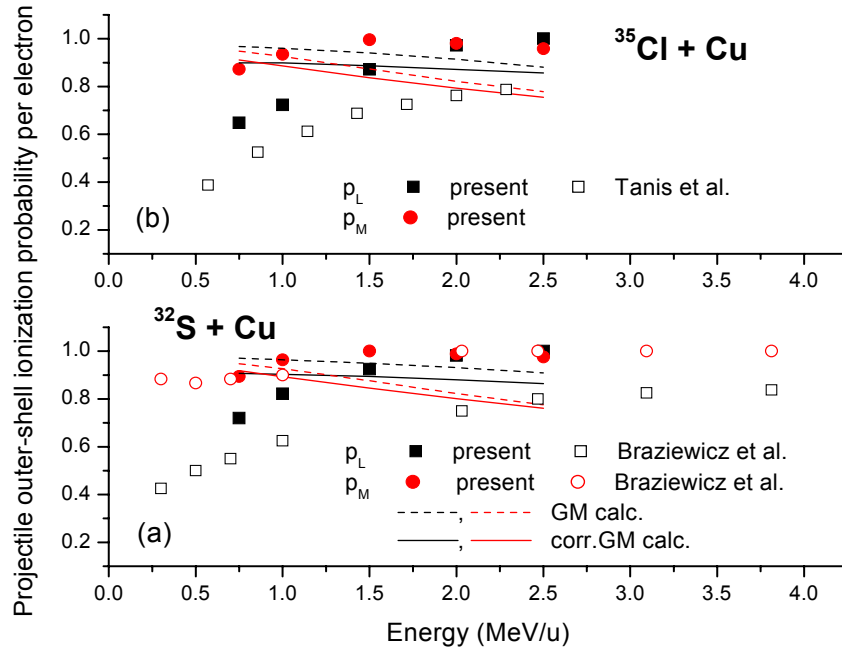 Projectile outer-shell ionization probability per electron
1.0
0.8
0.6
0.4
0.2
³⁵Cl + Cu
p_L present Tanis et al.
p_M present
(b)
0.0 0.5 1.0 1.5 2.0 2.5 3.0 3.5 4.0
³²S + Cu
1.0
0.8
0.6
0.4
0.2
p_L present Braziewicz et al.
p_M present Braziewicz et al.
, GM calc.
, corr.GM calc.
(a)
0.0 0.5 1.0 1.5 2.0 2.5 3.0 3.5 4.0
Energy (MeV/u)